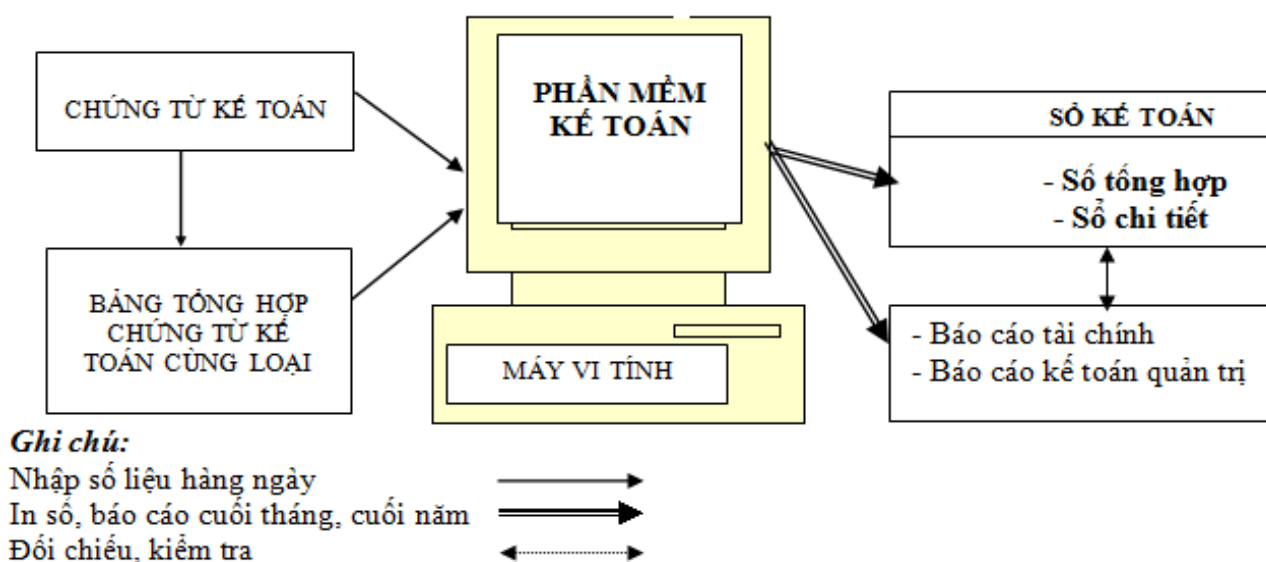 CHỨNG TỪ KẾ TOÁN
BẢNG TỔNG HỢP
CHỨNG TỪ KẾ
TOÁN CÙNG LOẠI
PHẦN MỀM
KẾ TOÁN
MÁY VI TÍNH
SỔ KẾ TOÁN
- Sổ tổng hợp
- Sổ chi tiết
- Báo cáo tài chính
- Báo cáo kế toán quản trị
Ghi chú:
Nhập số liệu hàng ngày
In sổ, báo cáo cuối tháng, cuối năm
Đối chiếu, kiểm tra